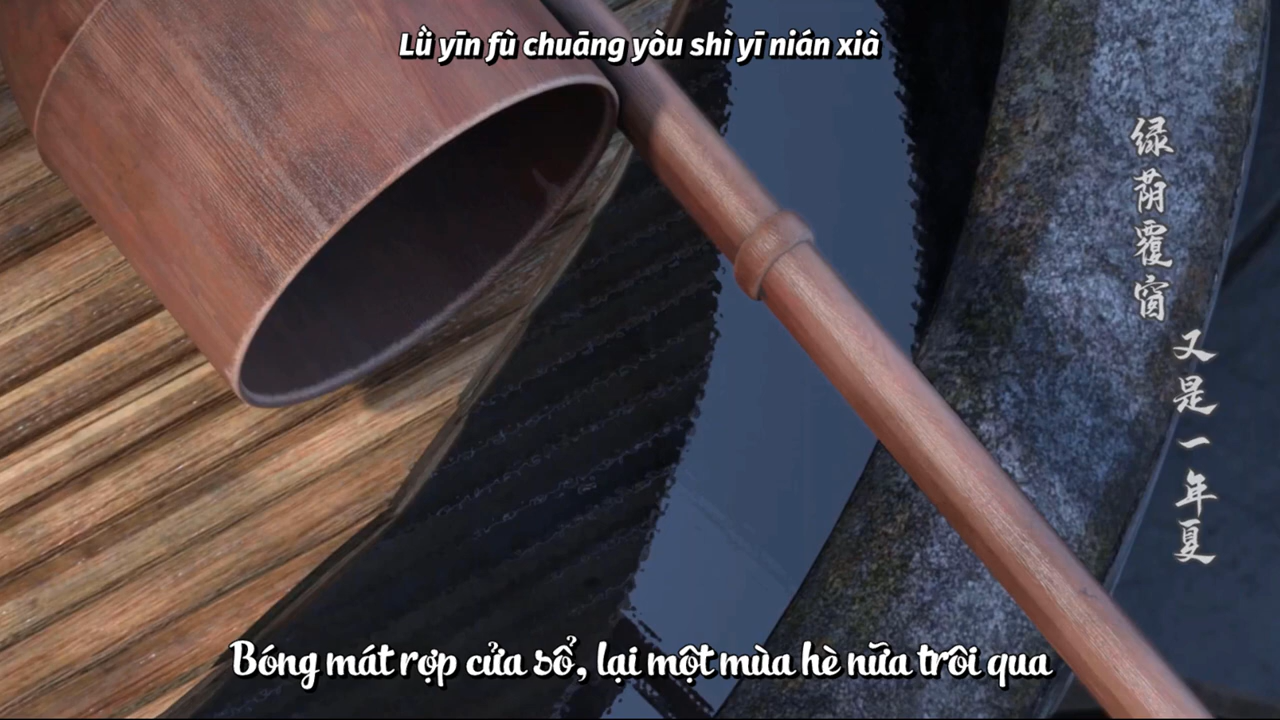 Lǜ yīn fù chuāng yòu shì yī nián xià
绿荫覆窗
又是一年夏
Bóng mát rợp cửa sổ, lại một mùa hè nữa trôi qua